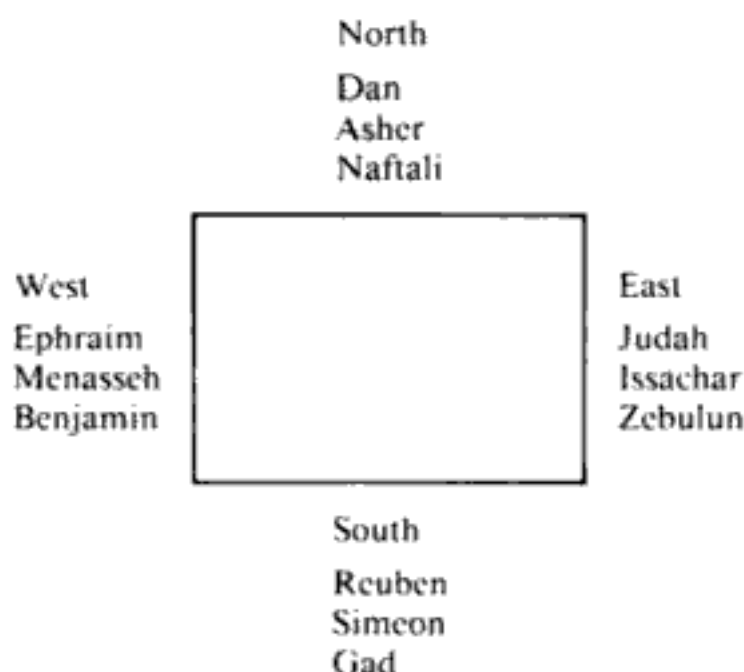 North
Dan
Asher
Naftali
West
Ephraim
Menasseh
Benjamin
East
Judah
Issachar
Zebulun
South
Reuben
Simeon
Gad